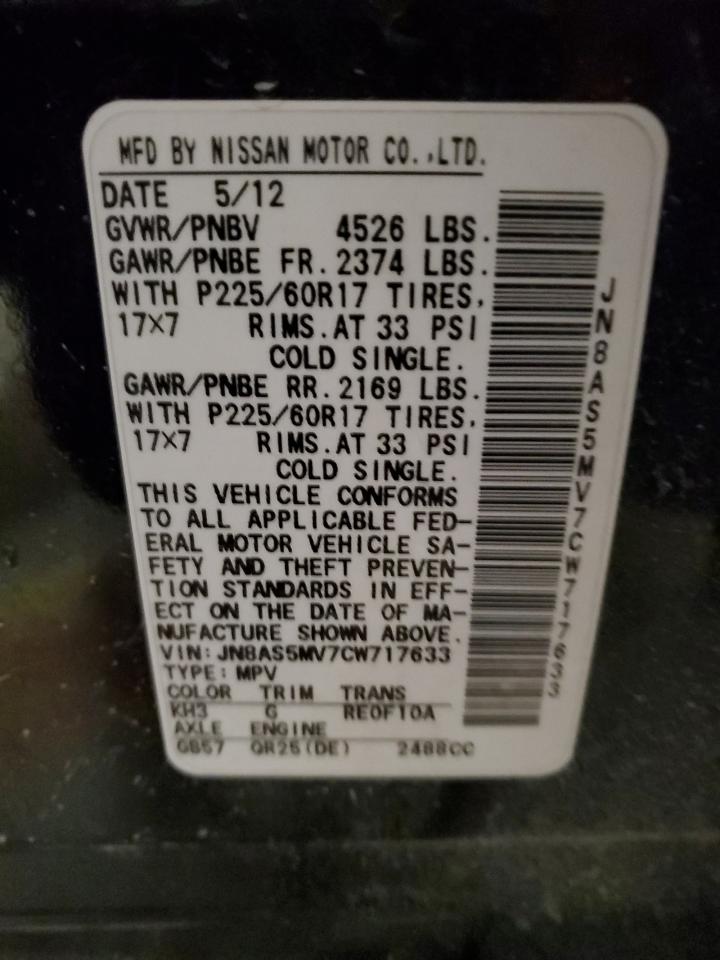 MFD BY NISSAN MOTOR CO.,LTD.
DATE 5/12
GVWR/PNBV 4526 LBS.
GAWR/PNBE FR. 2374 LBS.
WITH P225/60R17 TIRES,
17×7 RIMS.AT 33 PSI
COLD SINGLE.
GAWR/PNBE RR. 2169 LBS.
WITH P225/60R17 TIRES,
17×7 RIMS.AT 33 PSI
COLD SINGLE.
THIS VEHICLE CONFORMS
TO ALL APPLICABLE FED-
ERAL MOTOR VEHICLE SA-
FETY AND THEFT PREVEN-
TION STANDARDS IN EFF-
ECT ON THE DATE OF MA-
NUFACTURE SHOWN ABOVE.
VIN: JN8AS5MV7CW717633
TYPE: MPV
COLOR TRIM TRANS
KH3 G RE0F10A
AXLE ENGINE
GB57 QR25(DE) 2488CC
JN8AS5MV7CW717633